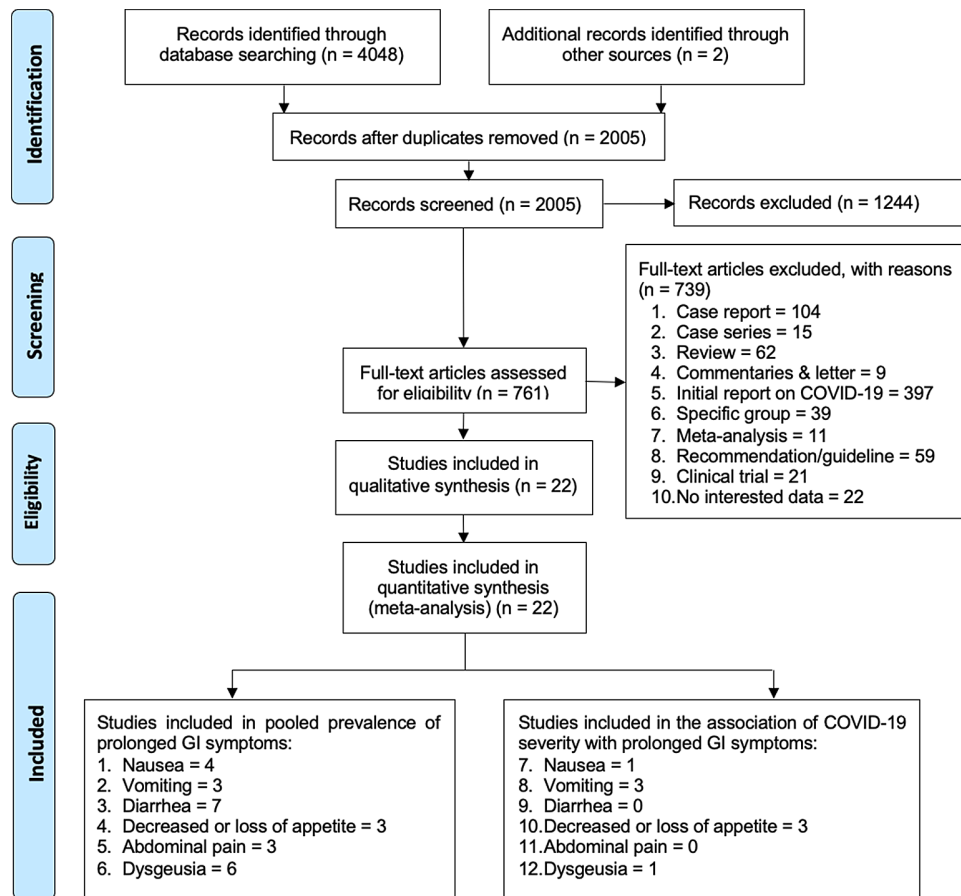 Identification
Records identified through
database searching (n = 4048)
Additional records identified through
other sources (n = 2)
Records after duplicates removed (n = 2005)
Records screened (n = 2005)
Records excluded (n = 1244)
Screening
Full-text articles assessed
for eligibility (n = 761)
Full-text articles excluded, with reasons
(n = 739)
1. Case report = 104
2. Case series = 15
3. Review = 62
4. Commentaries & letter = 9
5. Initial report on COVID-19 = 397
6. Specific group = 39
7. Meta-analysis = 11
8. Recommendation/guideline = 59
9. Clinical trial = 21
10.No interested data = 22
Eligibility
Studies included in
qualitative synthesis (n = 22)
Studies included in
quantitative synthesis
(meta-analysis) (n = 22)
Included
Studies included in pooled prevalence of
prolonged GI symptoms:
1. Nausea = 4
2. Vomiting = 3
3. Diarrhea = 7
4. Decreased or loss of appetite = 3
5. Abdominal pain = 3
6. Dysgeusia = 6
Studies included in the association of COVID-19
severity with prolonged GI symptoms:
7. Nausea = 1
8. Vomiting = 3
9. Diarrhea = 0
10.Decreased or loss of appetite = 3
11.Abdominal pain = 0
12.Dysgeusia = 1